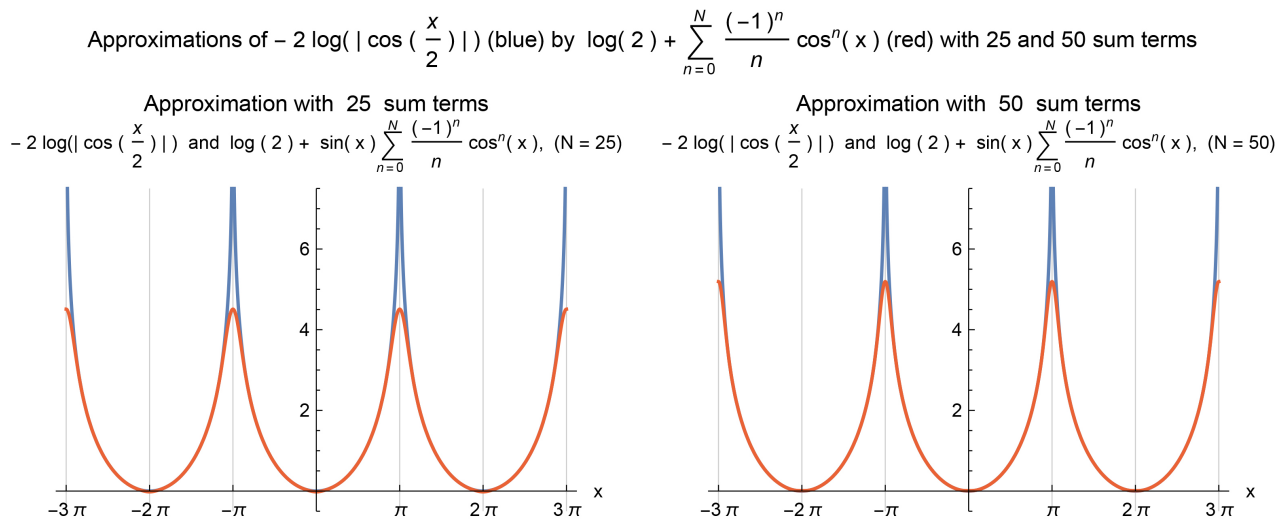 Approximations of − 2 log( | cos ( x/2 ) | ) (blue) by log( 2 ) + ∑_{n=0}^{N} (−1)^n/n cos^n( x ) (red) with 25 and 50 sum terms
Approximation with 25 sum terms
− 2 log(| cos ( x/2 ) | ) and log ( 2 ) + sin( x ) ∑_{n=0}^{N} (−1)^n/n cos^n( x ), (N = 25)
6
4
2
−3 π −2 π −π π 2 π 3 π x
Approximation with 50 sum terms
− 2 log( | cos ( x/2 ) | ) and log ( 2 ) + sin( x ) ∑_{n=0}^{N} (−1)^n/n cos^n( x ), (N = 50)
6
4
2
−3 π −2 π −π π 2 π 3 π x